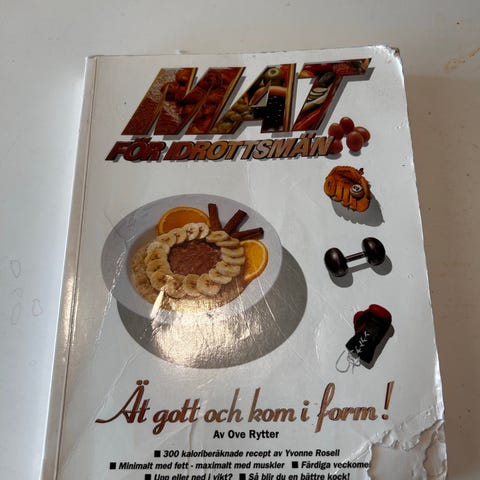 MAT
FÖR IDROTTSMÄN
Ät gott och kom i form!
Av Ove Rytter
■ 300 kaloriberäknade recept av Yvonne Rosell
■ Minimalt med fett - maximalt med muskler ■ Färdiga
■ Upp eller ned i vikt? ■ Så blir du en bättre kock!